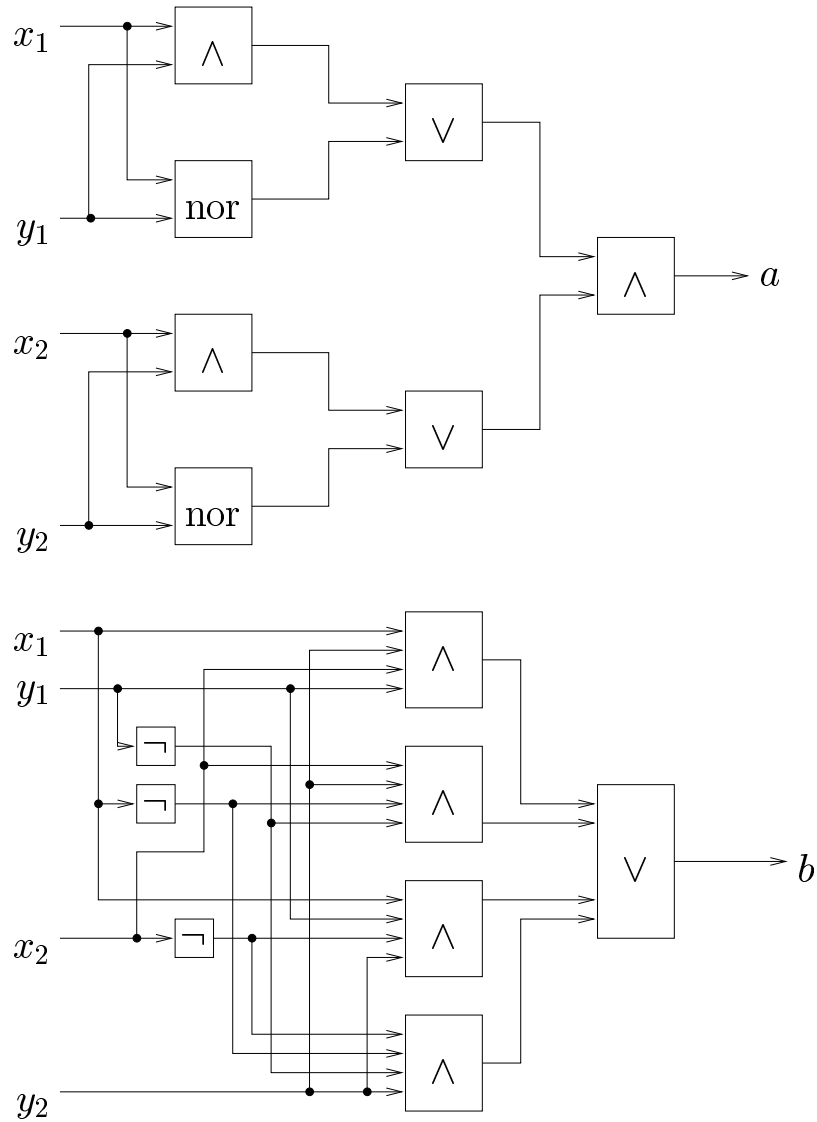 x₁
∧
y₁
nor
∨
∧
a
x₂
∧
y₂
nor
∨
x₁
∧
y₁
¬
¬
∧
∨
b
x₂
¬
∧
∧
y₂